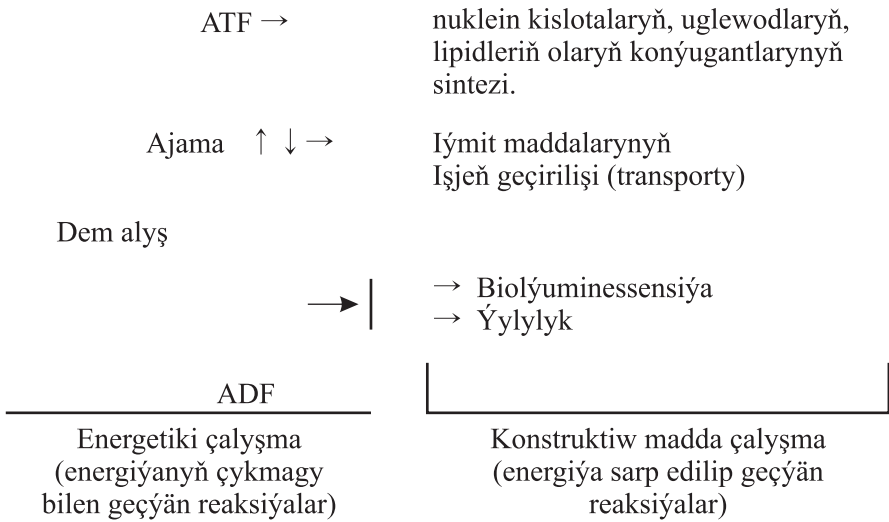 ATF → nuklein kislotalaryň, uglewodlaryň,
lipidleriň olaryň konýugantlarynyň
sintezi.
Ajama ↑ ↓ → Iýmit maddalarynyň
Işjeň geçirilişi (transporty)
Dem alyş
→ Biolýuminessensiýa
→ Ýylylyk
ADF
Energetiki çalyşma
(energiýanyň çykmagy
bilen geçýän reaksiýalar)
Konstruktiw madda çalyşma
(energiýa sarp edilip geçýän
reaksiýalar)